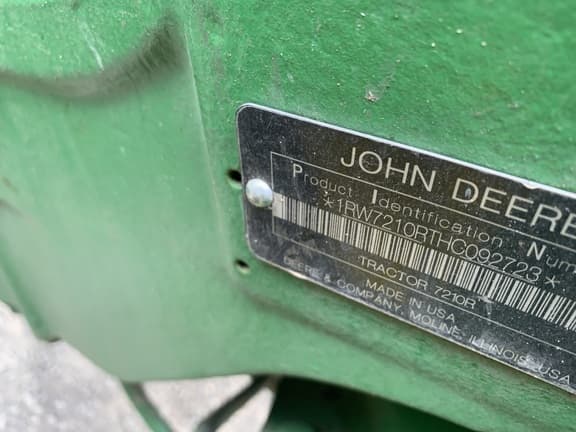 JOHN DEERE
Product Identification Num
*1RW7210RTHC092723*
TRACTOR 7210R
MADE IN USA
DEERE & COMPANY, MOLINE, ILLINOIS, USA